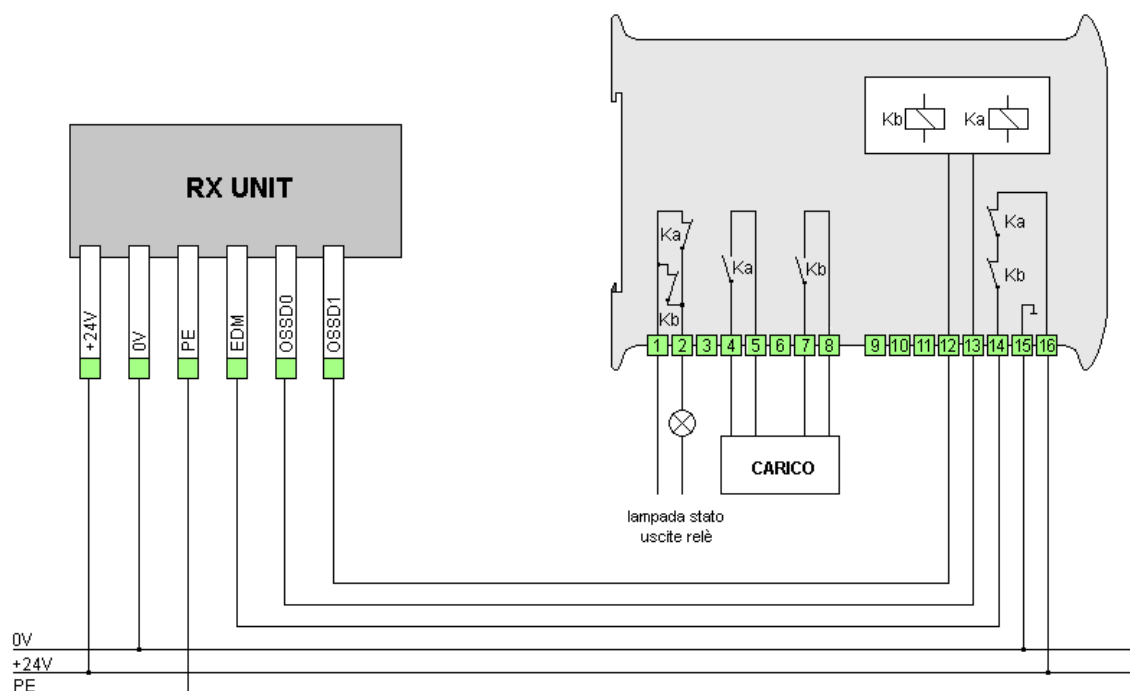 Kb
Ka
RX UNIT
+24V
0V
PE
EDM
OSSD0
OSSD1
Ka
Kb
Ka
Kb
Ka
Kb
1 2 3 4 5 6 7 8 9 10 11 12 13 14 15 16
CARICO
lampada stato
uscite relè
0V
+24V
PE